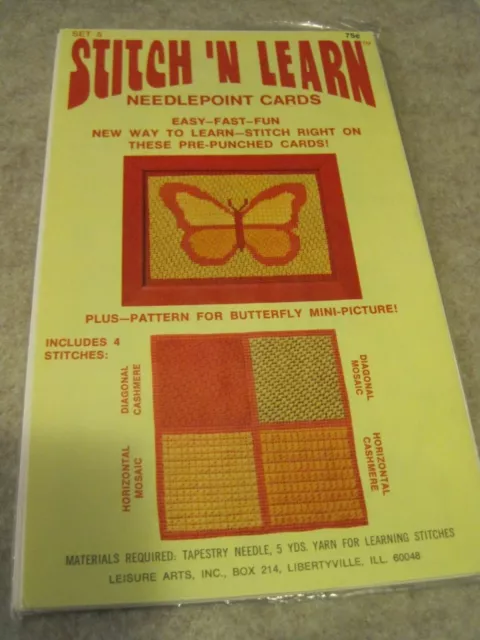 SET 5
75¢
STITCH 'N LEARN™
NEEDLEPOINT CARDS
EASY—FAST—FUN
NEW WAY TO LEARN—STITCH RIGHT ON
THESE PRE-PUNCHED CARDS!
PLUS—PATTERN FOR BUTTERFLY MINI-PICTURE!
INCLUDES 4
STITCHES:
DIAGONAL
CASHMERE
DIAGONAL
MOSAIC
HORIZONTAL
MOSAIC
HORIZONTAL
CASHMERE
MATERIALS REQUIRED: TAPESTRY NEEDLE, 5 YDS. YARN FOR LEARNING STITCHES
LEISURE ARTS, INC., BOX 214, LIBERTYVILLE, ILL. 60048